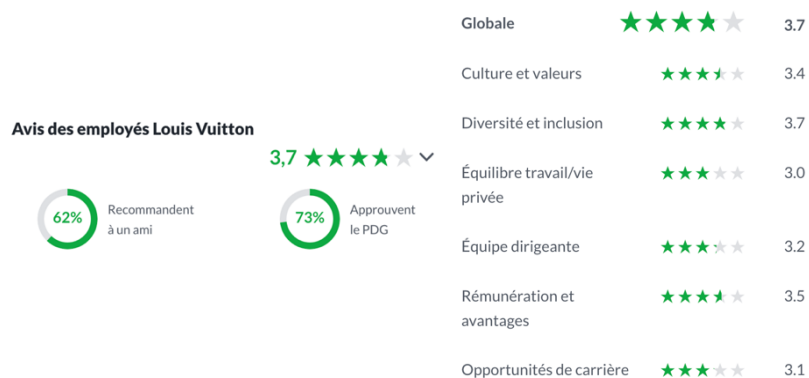 Avis des employés Louis Vuitton
3,7
62%
Recommandent
à un ami
73%
Approuvent
le PDG
Globale 3.7
Culture et valeurs 3.4
Diversité et inclusion 3.7
Équilibre travail/vie
privée 3.0
Équipe dirigeante 3.2
Rémunération et
avantages 3.5
Opportunités de carrière 3.1